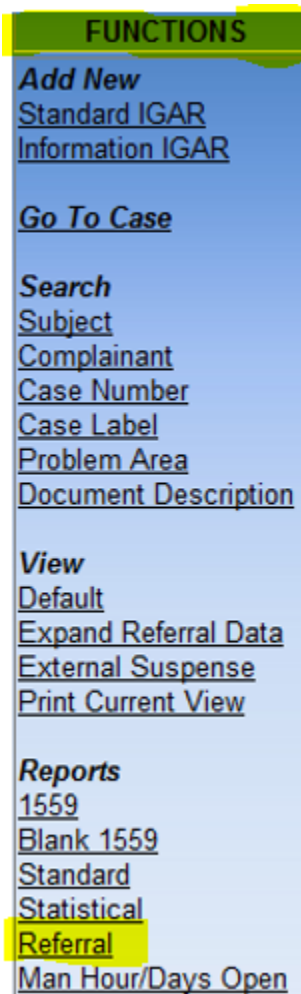 FUNCTIONS
Add New
Standard IGAR
Information IGAR
Go To Case
Search
Subject
Complainant
Case Number
Case Label
Problem Area
Document Description
View
Default
Expand Referral Data
External Suspense
Print Current View
Reports
1559
Blank 1559
Standard
Statistical
Referral
Man Hour/Days Open